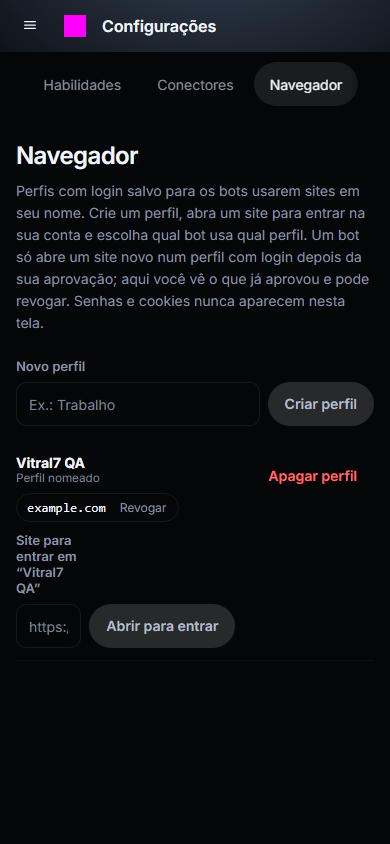 Configurações
Habilidades Conectores Navegador
Navegador
Perfis com login salvo para os bots usarem sites em
seu nome. Crie um perfil, abra um site para entrar na
sua conta e escolha qual bot usa qual perfil. Um bot
só abre um site novo num perfil com login depois da
sua aprovação; aqui você vê o que já aprovou e pode
revogar. Senhas e cookies nunca aparecem nesta
tela.
Novo perfil
Ex.: Trabalho Criar perfil
Vitral7 QA
Perfil nomeado
Apagar perfil
example.com Revogar
Site para
entrar em
“Vitral7
QA”
https: Abrir para entrar